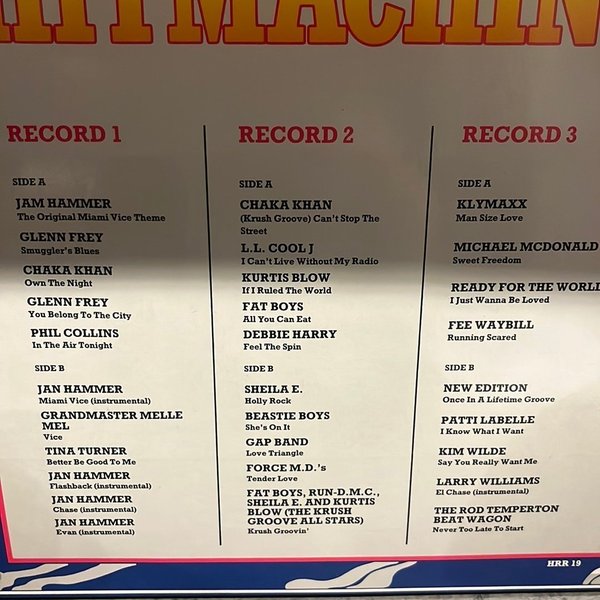 HIT MACHIN
RECORD 1
SIDE A
JAM HAMMER
The Original Miami Vice Theme
GLENN FREY
Smuggler's Blues
CHAKA KHAN
Own The Night
GLENN FREY
You Belong To The City
PHIL COLLINS
In The Air Tonight
SIDE B
JAN HAMMER
Miami Vice (instrumental)
GRANDMASTER MELLE
MEL
Vice
TINA TURNER
Better Be Good To Me
JAN HAMMER
Flashback (instrumental)
JAN HAMMER
Chase (instrumental)
JAN HAMMER
Evan (instrumental)
RECORD 2
SIDE A
CHAKA KHAN
(Krush Groove) Can't Stop The
Street
L.L. COOL J
I Can't Live Without My Radio
KURTIS BLOW
If I Ruled The World
FAT BOYS
All You Can Eat
DEBBIE HARRY
Feel The Spin
SIDE B
SHEILA E.
Holly Rock
BEASTIE BOYS
She's On It
GAP BAND
Love Triangle
FORCE M.D.'s
Tender Love
FAT BOYS, RUN-D.M.C.,
SHEILA E. AND KURTIS
BLOW (THE KRUSH
GROOVE ALL STARS)
Krush Groovin'
RECORD 3
SIDE A
KLYMAXX
Man Size Love
MICHAEL MCDONALD
Sweet Freedom
READY FOR THE WORLD
I Just Wanna Be Loved
FEE WAYBILL
Running Scared
SIDE B
NEW EDITION
Once In A Lifetime Groove
PATTI LABELLE
I Know What I Want
KIM WILDE
Say You Really Want Me
LARRY WILLIAMS
El Chase (instrumental)
THE ROD TEMPERTON
BEAT WAGON
Never Too Late To Start
HRR 19